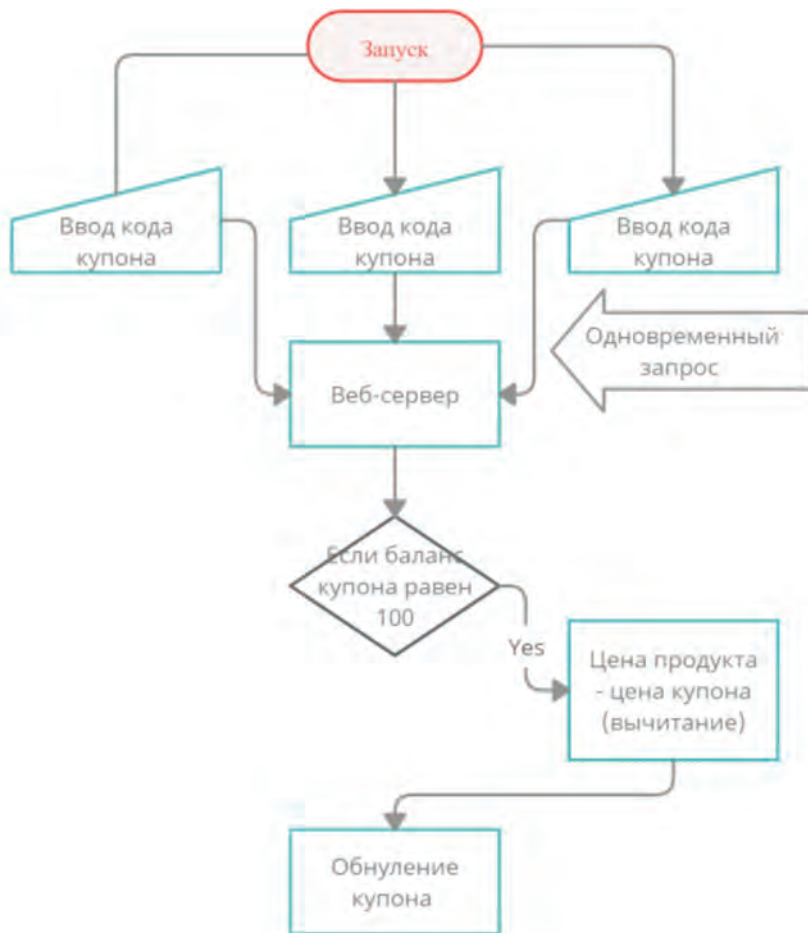 Запуск
Ввод кода
купона
Ввод кода
купона
Ввод кода
купона
Одновременный
запрос
Веб-сервер
Если баланс
купона равен
100
Yes
Цена продукта
- цена купона
(вычитание)
Обнуление
купона